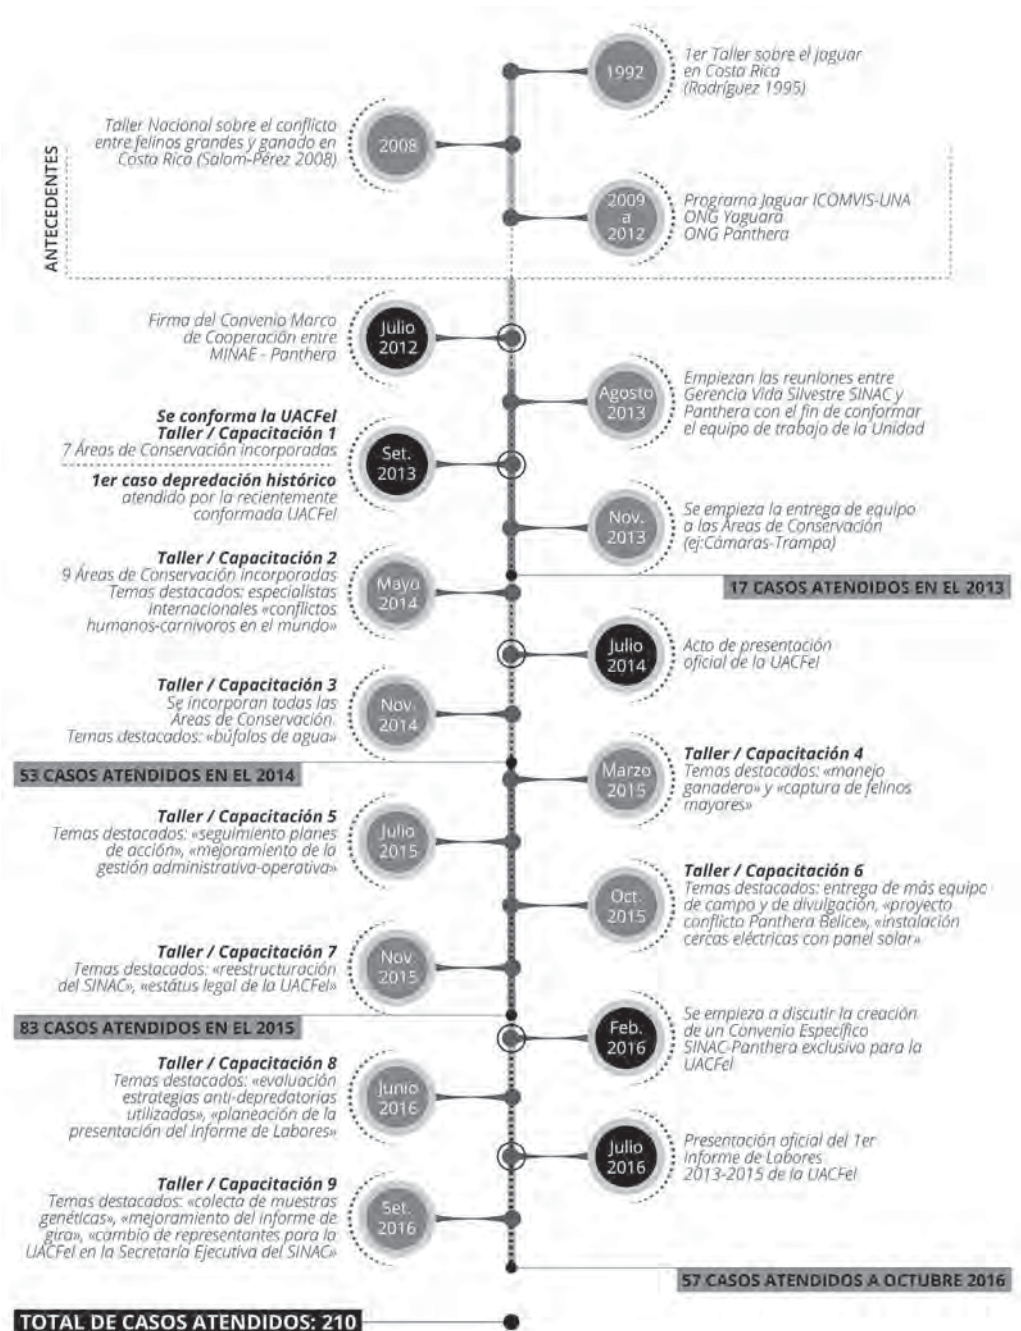 1992
1er Taller sobre el jaguar
en Costa Rica
(Rodríguez 1995)
Taller Nacional sobre el conflicto
entre felinos grandes y ganado en
Costa Rica (Salom-Pérez 2008)
2008
ANTECEDENTES
2009
a
2012
Programa Jaguar ICOMVIS-UNA
ONG Yaguará
ONG Panthera
Firma del Convenio Marco
de Cooperación entre
MINAE - Panthera
Julio
2012
Agosto
2013
Empiezan las reuniones entre
Gerencia Vida Silvestre SINAC y
Panthera con el fin de conformar
el equipo de trabajo de la Unidad
Se conforma la UACFel
Taller / Capacitación 1
7 Áreas de Conservación incorporadas
1er caso depredación histórico
atendido por la recientemente
conformada UACFel
Set.
2013
Nov.
2013
Se empieza la entrega de equipo
a las Áreas de Conservación
(ej:Cámaras-Trampa)
Taller / Capacitación 2
9 Áreas de Conservación incorporadas
Temas destacados: especialistas
internacionales «conflictos
humanos-carnívoros en el mundo»
Mayo
2014
17 CASOS ATENDIDOS EN EL 2013
Julio
2014
Acto de presentación
oficial de la UACFel
Taller / Capacitación 3
Se incorporan todas las
Áreas de Conservación.
Temas destacados: «búfalos de agua»
Nov.
2014
53 CASOS ATENDIDOS EN EL 2014
Marzo
2015
Taller / Capacitación 4
Temas destacados: «manejo
ganadero» y «captura de felinos
mayores»
Taller / Capacitación 5
Temas destacados: «seguimiento planes
de acción», «mejoramiento de la
gestión administrativa-operativa»
Julio
2015
Oct.
2015
Taller / Capacitación 6
Temas destacados: entrega de más equipo
de campo y de divulgación, «proyecto
conflicto Panthera Belice», «instalación
cercas eléctricas con panel solar»
Taller / Capacitación 7
Temas destacados: «reestructuración
del SINAC», «estátus legal de la UACFel»
Nov.
2015
83 CASOS ATENDIDOS EN EL 2015
Feb.
2016
Se empieza a discutir la creación
de un Convenio Específico
SINAC-Panthera exclusivo para la
UACFel
Taller / Capacitación 8
Temas destacados: «evaluación
estrategias anti-depredatorias
utilizadas», «planeación de la
presentación del Informe de Labores»
Junio
2016
Julio
2016
Presentación oficial del 1er
Informe de Labores
2013-2015 de la UACFel
Taller / Capacitación 9
Temas destacados: «colecta de muestras
genéticas», «mejoramiento del informe de
gira», «cambio de representantes para la
UACFel en la Secretaría Ejecutiva del SINAC»
Set.
2016
57 CASOS ATENDIDOS A OCTUBRE 2016
TOTAL DE CASOS ATENDIDOS: 210